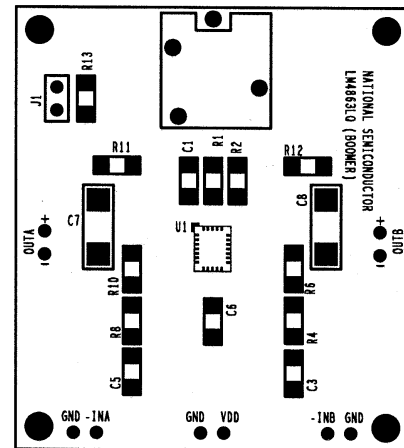 R13
J1
NATIONAL SEMICONDUCTOR
LM4863LQ (BOOMER)
R11
C1
R1
R2
R12
C7
C8
U1
+
OUTA
-
+
OUTB
-
R10
R6
R8
C6
R4
C5
C3
GND -INA
GND VDD
-INB GND